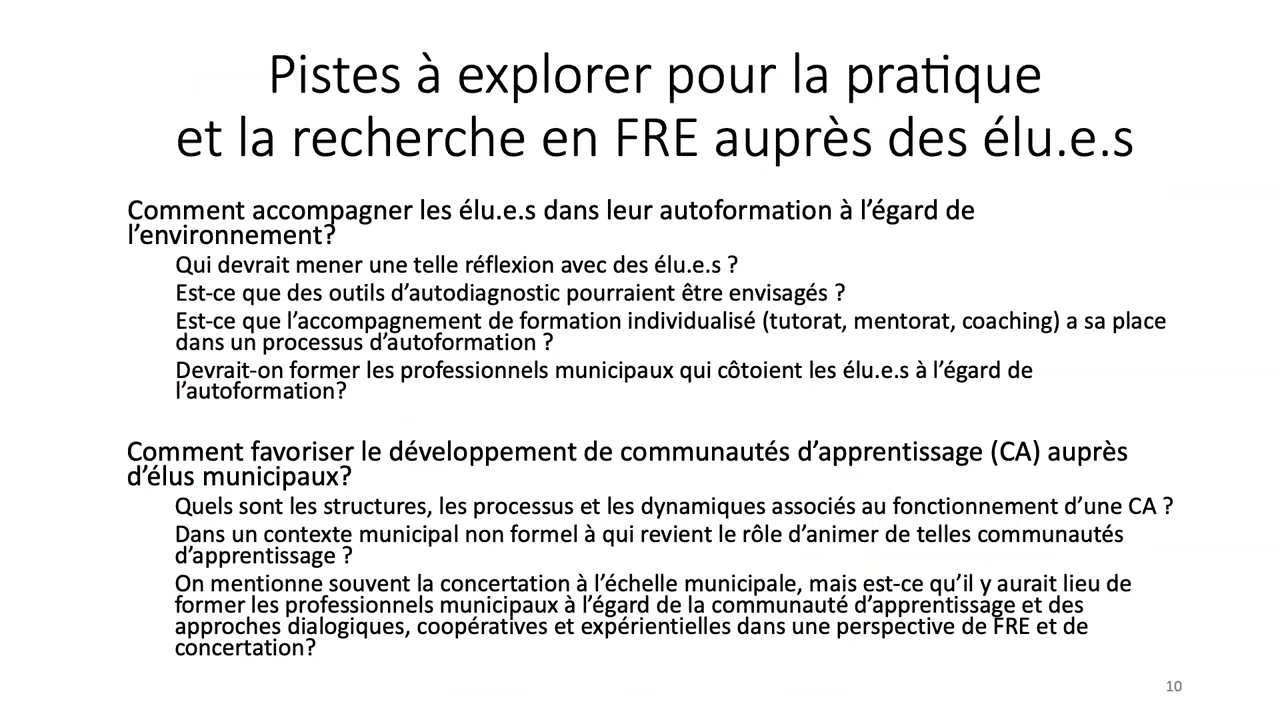 Pistes à explorer pour la pratique
et la recherche en FRE auprès des élu.e.s
Comment accompagner les élu.e.s dans leur autoformation à l’égard de
l’environnement?
Qui devrait mener une telle réflexion avec des élu.e.s ?
Est-ce que des outils d’autodiagnostic pourraient être envisagés ?
Est-ce que l’accompagnement de formation individualisé (tutorat, mentorat, coaching) a sa place
dans un processus d’autoformation ?
Devrait-on former les professionnels municipaux qui côtoient les élu.e.s à l’égard de
l’autoformation?
Comment favoriser le développement de communautés d’apprentissage (CA) auprès
d’élus municipaux?
Quels sont les structures, les processus et les dynamiques associés au fonctionnement d’une CA ?
Dans un contexte municipal non formel à qui revient le rôle d’animer de telles communautés
d’apprentissage ?
On mentionne souvent la concertation à l’échelle municipale, mais est-ce qu’il y aurait lieu de
former les professionnels municipaux à l’égard de la communauté d’apprentissage et des
approches dialogiques, coopératives et expérientielles dans une perspective de FRE et de
concertation?
10